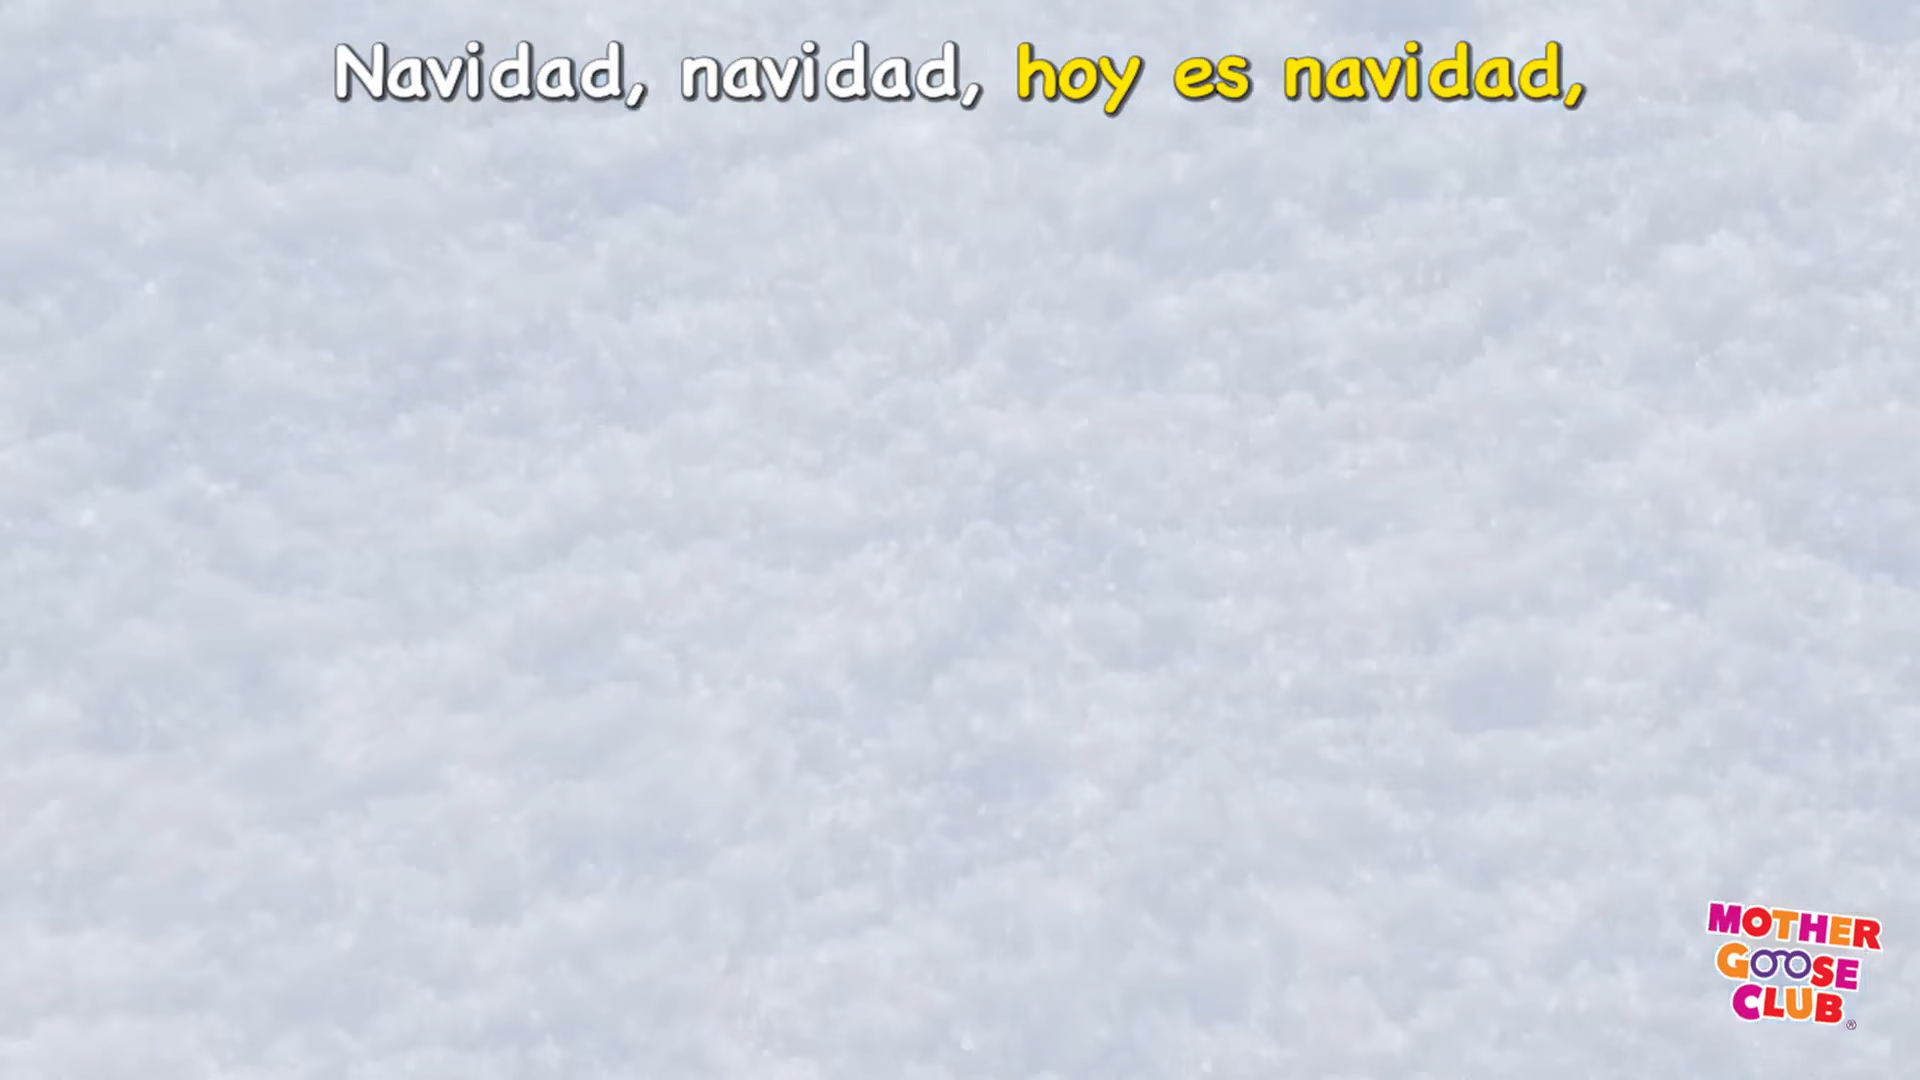 Navidad, navidad, hoy es navidad,
MOTHER
GOOSE
CLUB
®